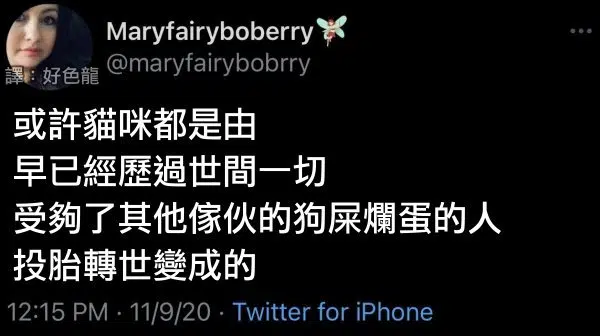 Maryfairyboberry🧚
@maryfairybobrry
譯：好色龍
或許貓咪都是由
早已經歷過世間一切
受夠了其他傢伙的狗屎爛蛋的人
投胎轉世變成的
12:15 PM · 11/9/20 · Twitter for iPhone